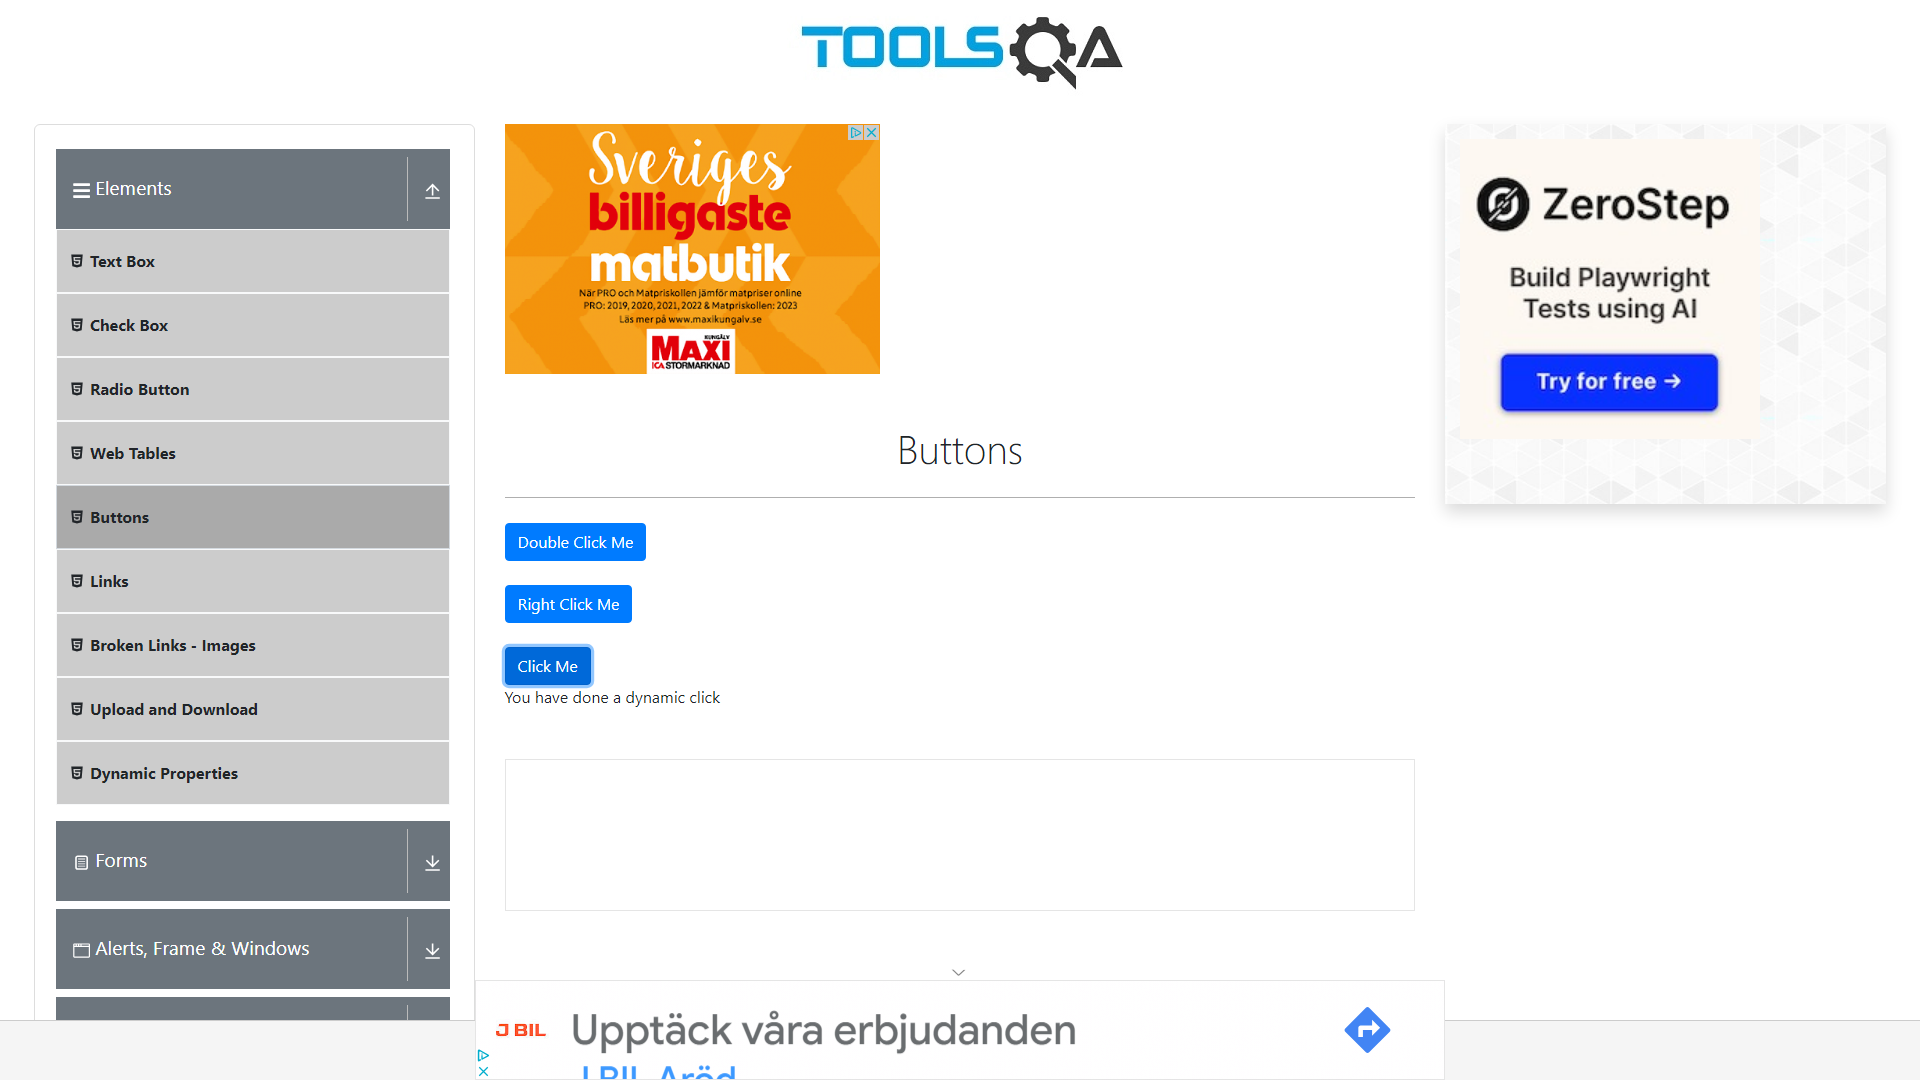 TOOLSQA
Elements
Text Box
Check Box
Radio Button
Web Tables
Buttons
Links
Broken Links - Images
Upload and Download
Dynamic Properties
Forms
Alerts, Frame & Windows
Sveriges
billigaste
matbutik
När PRO och Matpriskollen jämför matpriser online
PRO: 2019, 2020, 2021, 2022 & Matpriskollen: 2023
Läs mer på www.maxikungalv.se
KUNGÄLV
MAXI
ICA STORMARKNAD
Buttons
Double Click Me
Right Click Me
Click Me
You have done a dynamic click
ZeroStep
Build Playwright
Tests using AI
Try for free →
J BIL
Upptäck våra erbjudanden
J BIL Aröd